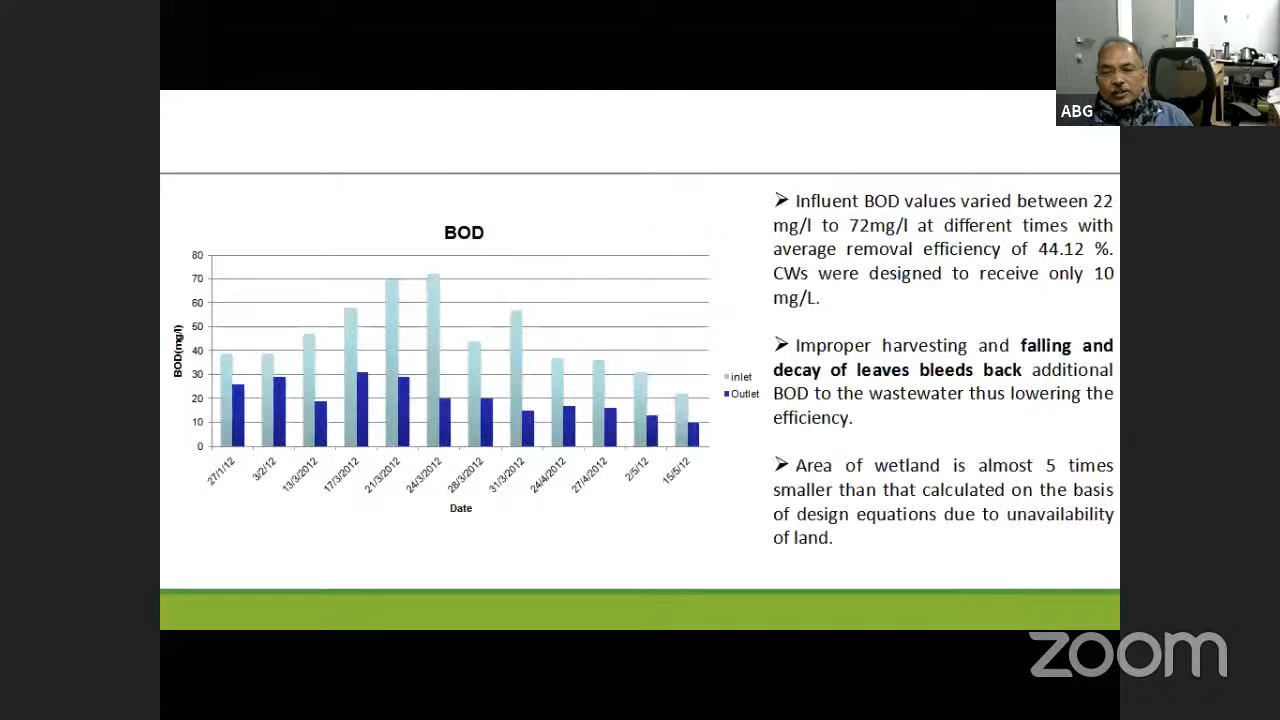 ABG
BOD
80
70
60
50
40
30
20
10
0
BOD(mg/l)
27/1/12
3/2/12
13/3/2012
17/3/2012
21/3/2012
24/3/2012
28/3/2012
31/3/2012
24/4/2012
27/4/2012
2/5/12
15/5/12
Date
inlet
Outlet
➢ Influent BOD values varied between 22
mg/l to 72mg/l at different times with
average removal efficiency of 44.12 %.
CWs were designed to receive only 10
mg/L.
➢ Improper harvesting and falling and
decay of leaves bleeds back additional
BOD to the wastewater thus lowering the
efficiency.
➢ Area of wetland is almost 5 times
smaller than that calculated on the basis
of design equations due to unavailability
of land.
zoom